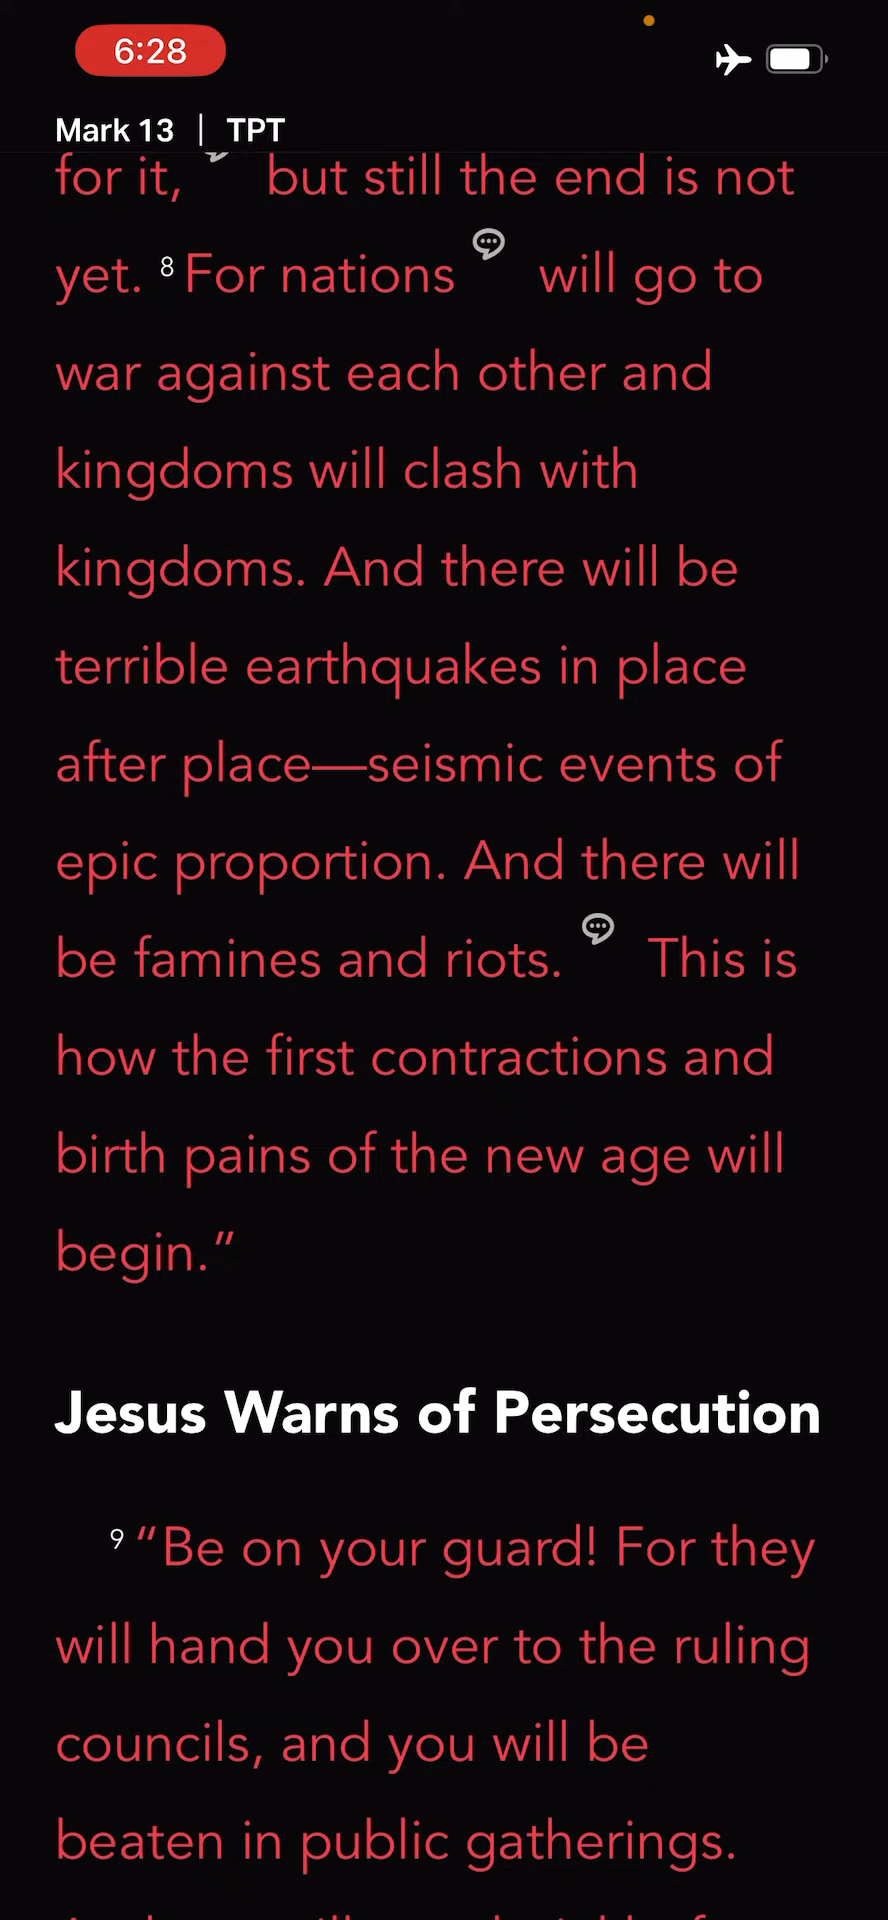 6:28
Mark 13 | TPT
for it, but still the end is not
yet. 8 For nations will go to
war against each other and
kingdoms will clash with
kingdoms. And there will be
terrible earthquakes in place
after place—seismic events of
epic proportion. And there will
be famines and riots. This is
how the first contractions and
birth pains of the new age will
begin.”
Jesus Warns of Persecution
9 “Be on your guard! For they
will hand you over to the ruling
councils, and you will be
beaten in public gatherings.